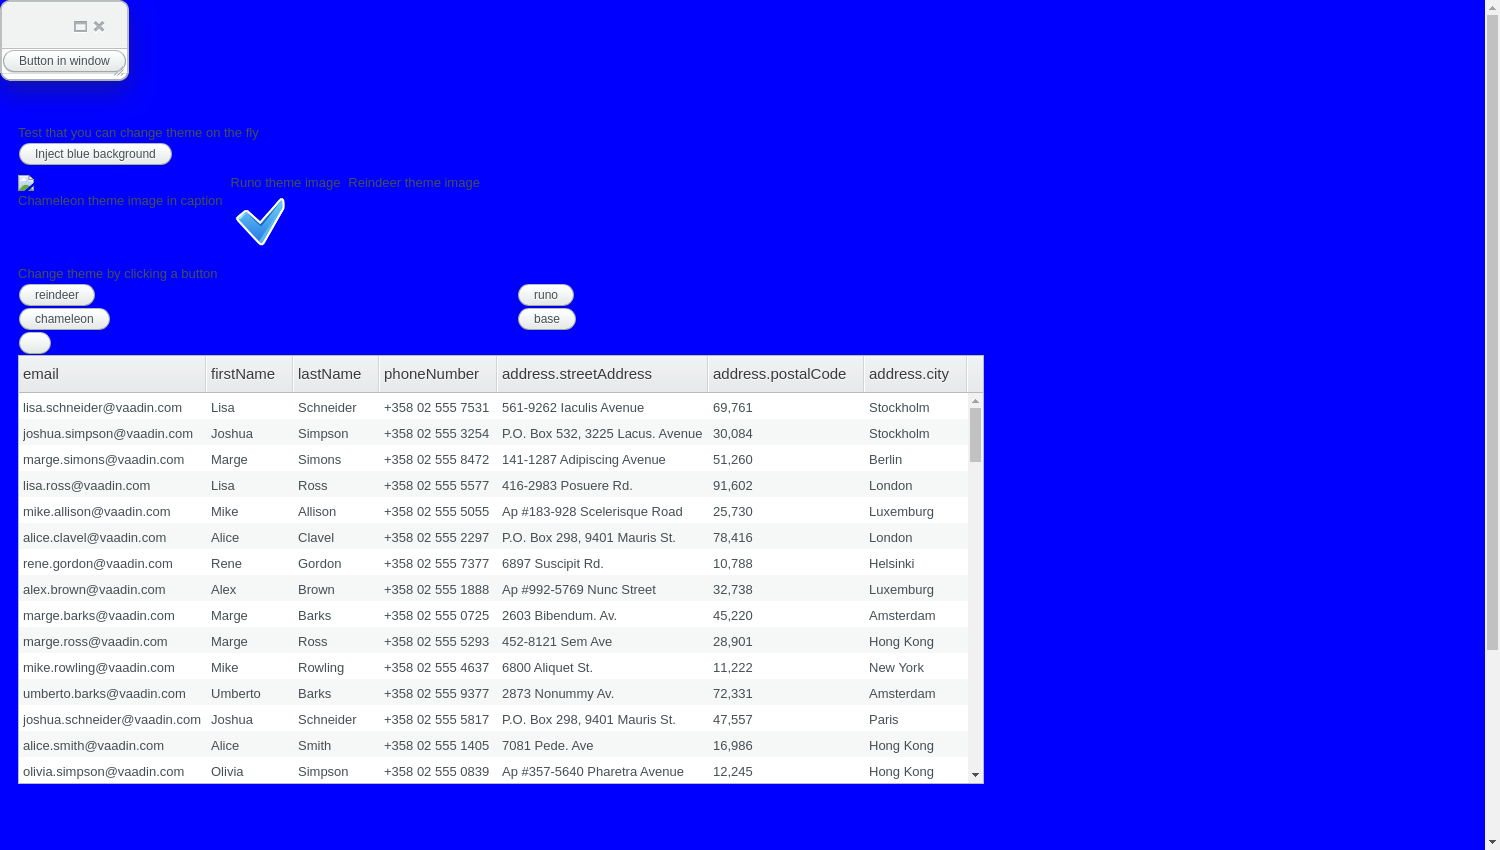 Button in window
Test that you can change theme on the fly
Inject blue background
Runo theme image Reindeer theme image
Chameleon theme image in caption
Change theme by clicking a button
reindeer runo
chameleon base
email firstName lastName phoneNumber address.streetAddress address.postalCode address.city
lisa.schneider@vaadin.com Lisa Schneider +358 02 555 7531 561-9262 Iaculis Avenue 69,761 Stockholm
joshua.simpson@vaadin.com Joshua Simpson +358 02 555 3254 P.O. Box 532, 3225 Lacus. Avenue 30,084 Stockholm
marge.simons@vaadin.com Marge Simons +358 02 555 8472 141-1287 Adipiscing Avenue 51,260 Berlin
lisa.ross@vaadin.com Lisa Ross +358 02 555 5577 416-2983 Posuere Rd. 91,602 London
mike.allison@vaadin.com Mike Allison +358 02 555 5055 Ap #183-928 Scelerisque Road 25,730 Luxemburg
alice.clavel@vaadin.com Alice Clavel +358 02 555 2297 P.O. Box 298, 9401 Mauris St. 78,416 London
rene.gordon@vaadin.com Rene Gordon +358 02 555 7377 6897 Suscipit Rd. 10,788 Helsinki
alex.brown@vaadin.com Alex Brown +358 02 555 1888 Ap #992-5769 Nunc Street 32,738 Luxemburg
marge.barks@vaadin.com Marge Barks +358 02 555 0725 2603 Bibendum. Av. 45,220 Amsterdam
marge.ross@vaadin.com Marge Ross +358 02 555 5293 452-8121 Sem Ave 28,901 Hong Kong
mike.rowling@vaadin.com Mike Rowling +358 02 555 4637 6800 Aliquet St. 11,222 New York
umberto.barks@vaadin.com Umberto Barks +358 02 555 9377 2873 Nonummy Av. 72,331 Amsterdam
joshua.schneider@vaadin.com Joshua Schneider +358 02 555 5817 P.O. Box 298, 9401 Mauris St. 47,557 Paris
alice.smith@vaadin.com Alice Smith +358 02 555 1405 7081 Pede. Ave 16,986 Hong Kong
olivia.simpson@vaadin.com Olivia Simpson +358 02 555 0839 Ap #357-5640 Pharetra Avenue 12,245 Hong Kong